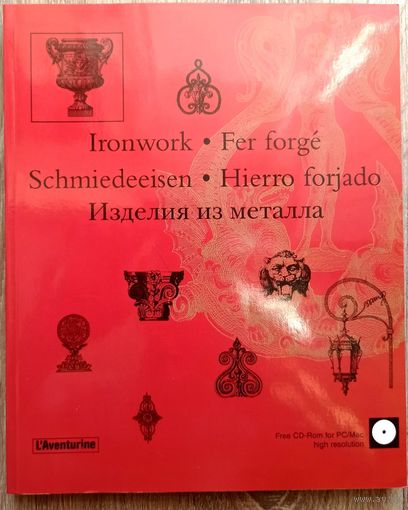 Ironwork • Fer forgé
Schmiedeeisen • Hierro forjado
Изделия из металла
L'Aventurine
Free CD-Rom for PC/Mac
high resolution